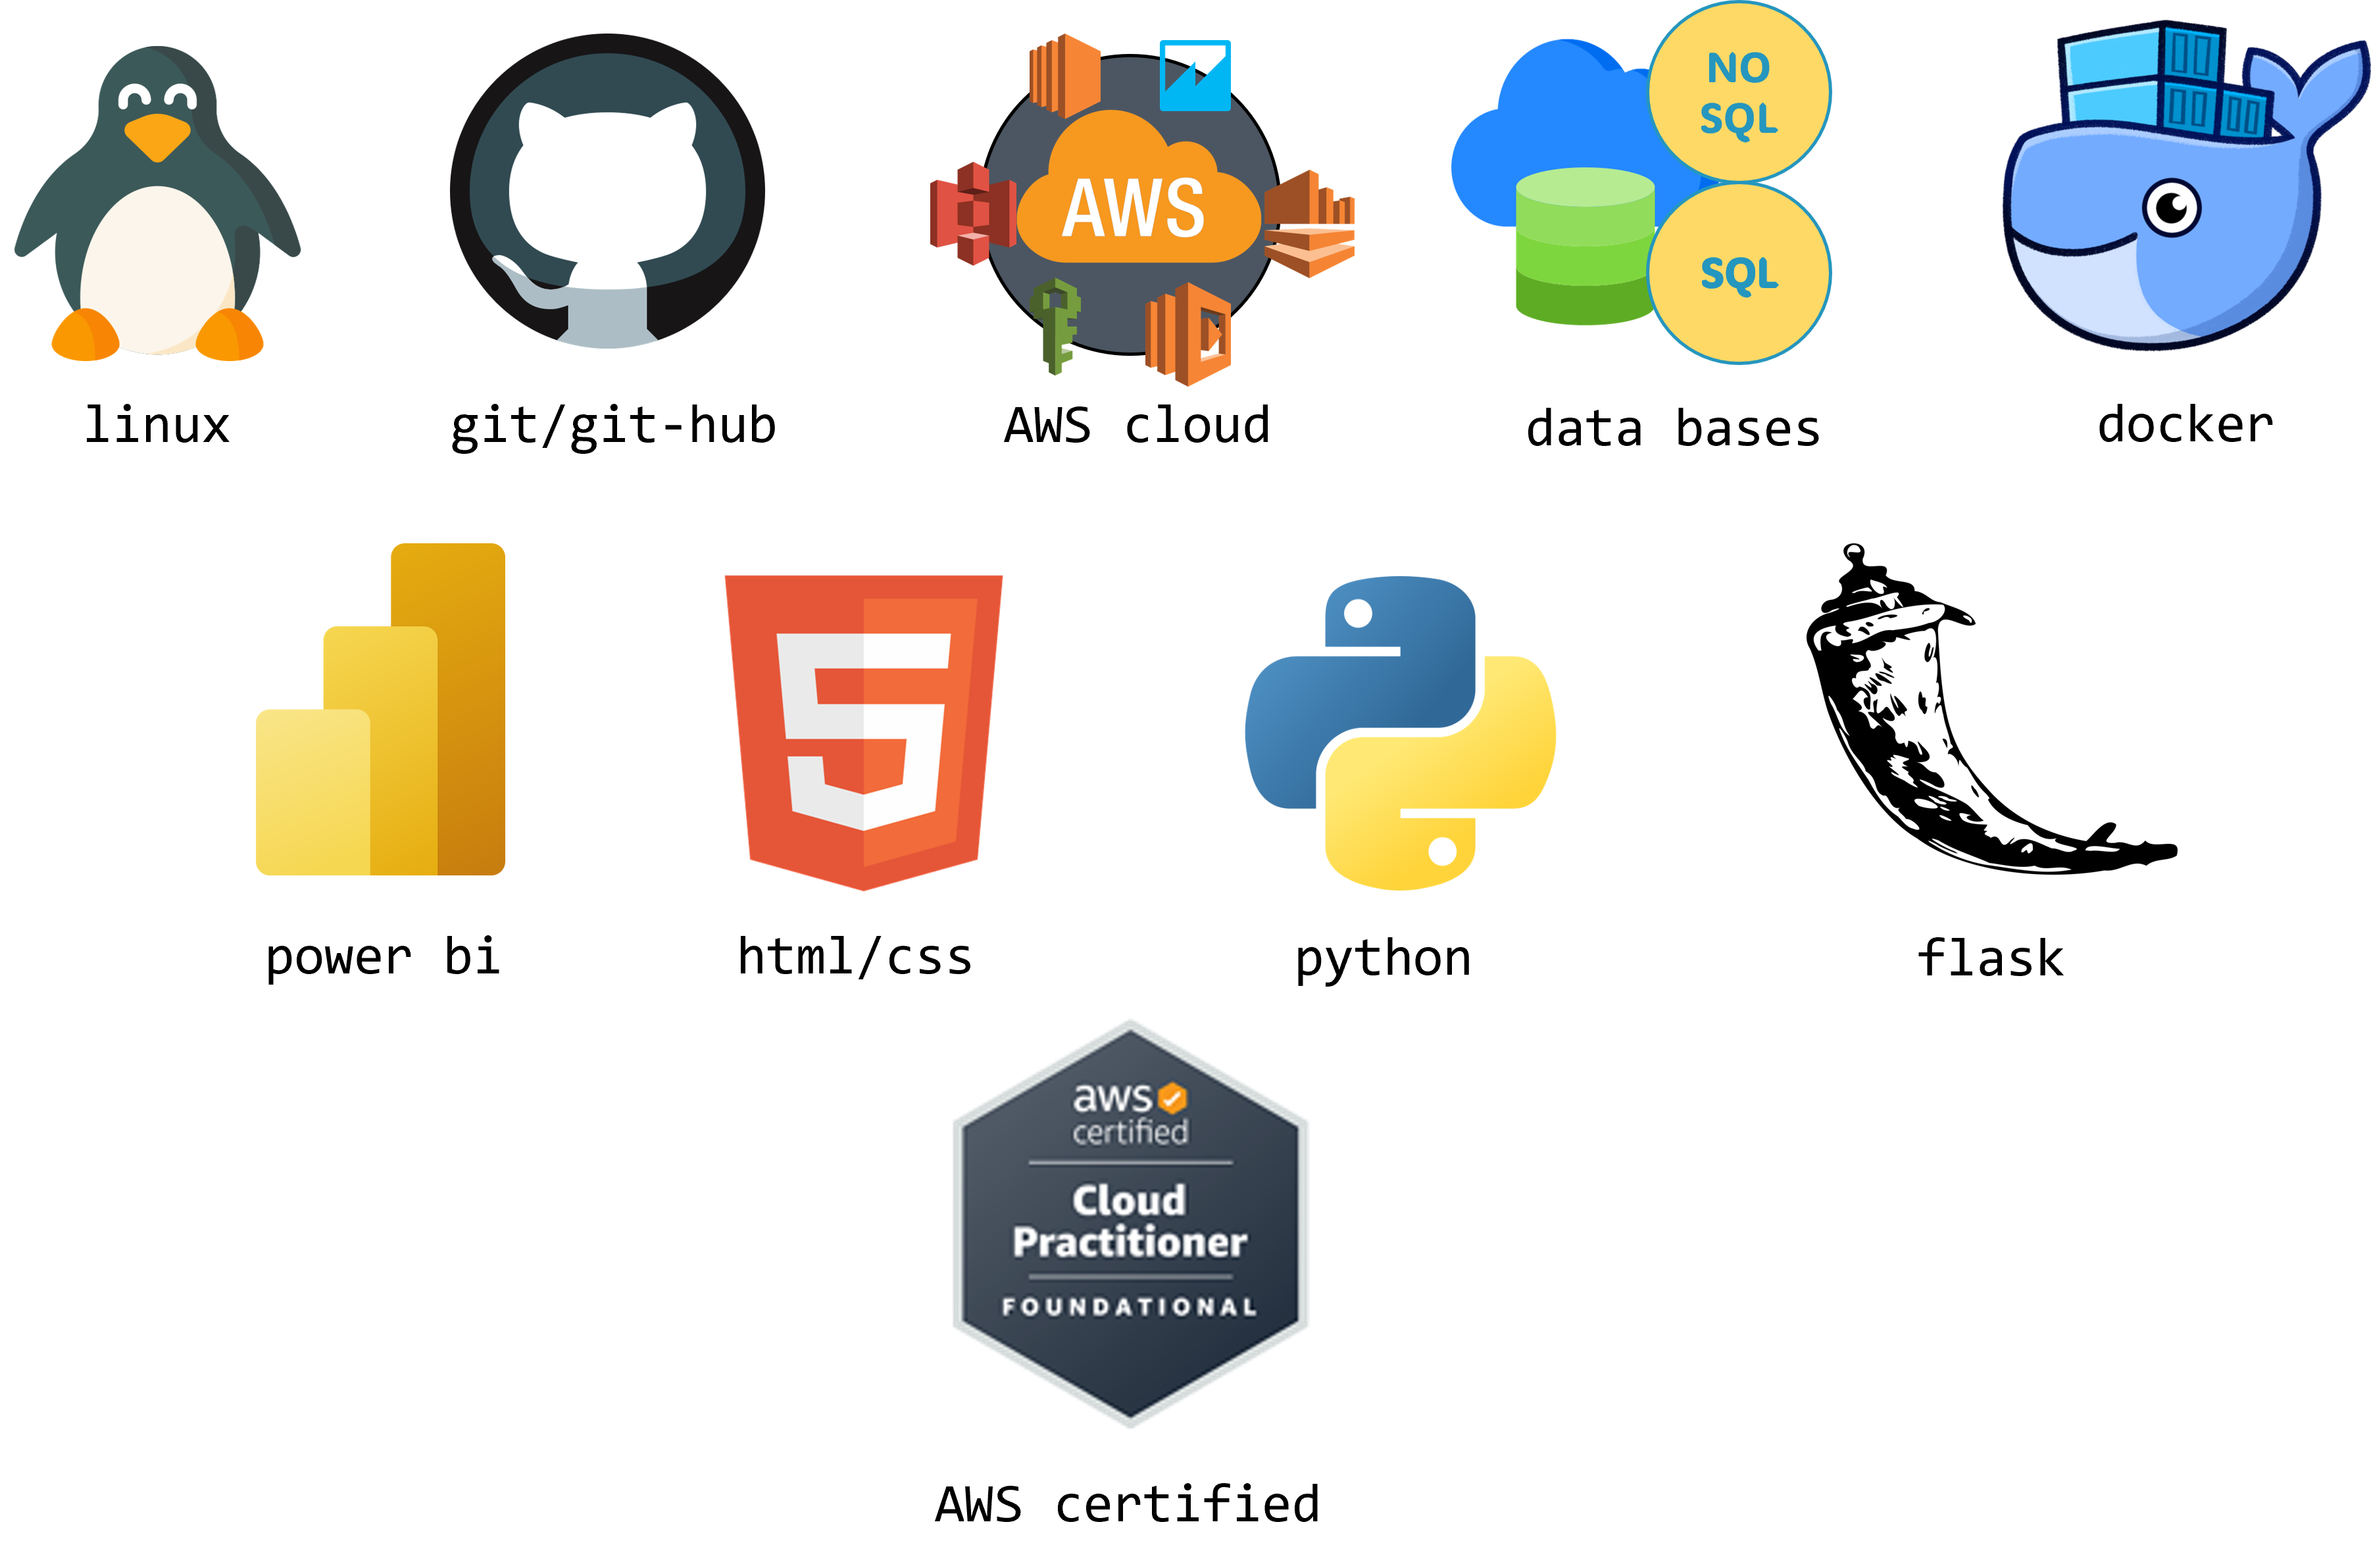 NO
SQL
AWS
SQL
linux
git/git-hub
AWS cloud
data bases
docker
power bi
html/css
python
flask
aws
certified
Cloud
Practitioner
FOUNDATIONAL
AWS certified